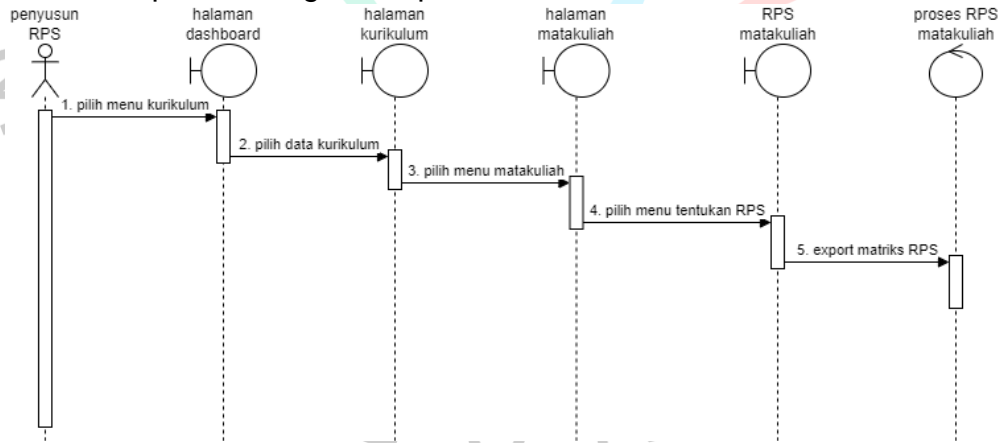 penyusun
RPS
halaman
dashboard
halaman
kurikulum
halaman
matakuliah
RPS
matakuliah
proses RPS
matakuliah
1. pilih menu kurikulum
2. pilih data kurikulum
3. pilih menu matakuliah
4. pilih menu tentukan RPS
5. export matriks RPS